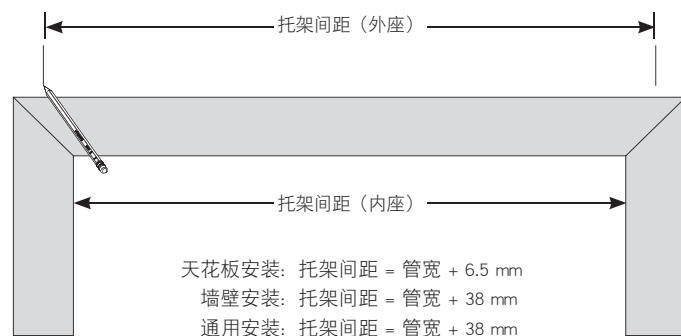 托架间距（外座）
托架间距（内座）
天花板安装: 托架间距 = 管宽 + 6.5 mm
墙壁安装: 托架间距 = 管宽 + 38 mm
通用安装: 托架间距 = 管宽 + 38 mm